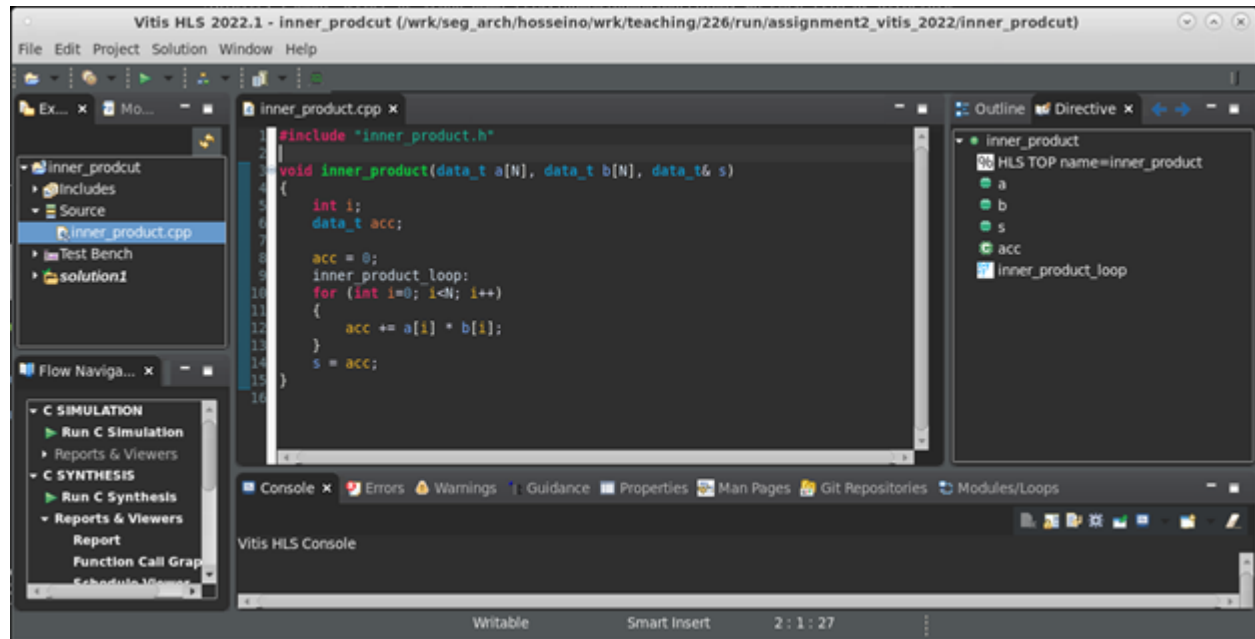 Vitis HLS 2022.1 - inner_prodcut (/wrk/seg_arch/hosseino/wrk/teaching/226/run/assignment2_vitis_2022/inner_prodcut)
File Edit Project Solution Window Help
Ex... Mo...
inner_prodcut
Includes
Source
inner_product.cpp
Test Bench
solution1
Flow Naviga...
C SIMULATION
Run C Simulation
Reports & Viewers
C SYNTHESIS
Run C Synthesis
Reports & Viewers
Report
Function Call Grap
Schedule Viewer
inner_product.cpp
1 #include "inner_product.h"
2
3 void inner_product(data_t a[N], data_t b[N], data_t& s)
4 {
5 int i;
6 data_t acc;
7
8 acc = 0;
9 inner_product_loop:
10 for (int i=0; i<N; i++)
11 {
12 acc += a[i] * b[i];
13 }
14 s = acc;
15 }
16
Outline Directive
inner_product
% HLS TOP name=inner_product
a
b
s
acc
inner_product_loop
Console Errors Warnings Guidance Properties Man Pages Git Repositories Modules/Loops
Vitis HLS Console
Writable Smart Insert 2 : 1 : 27